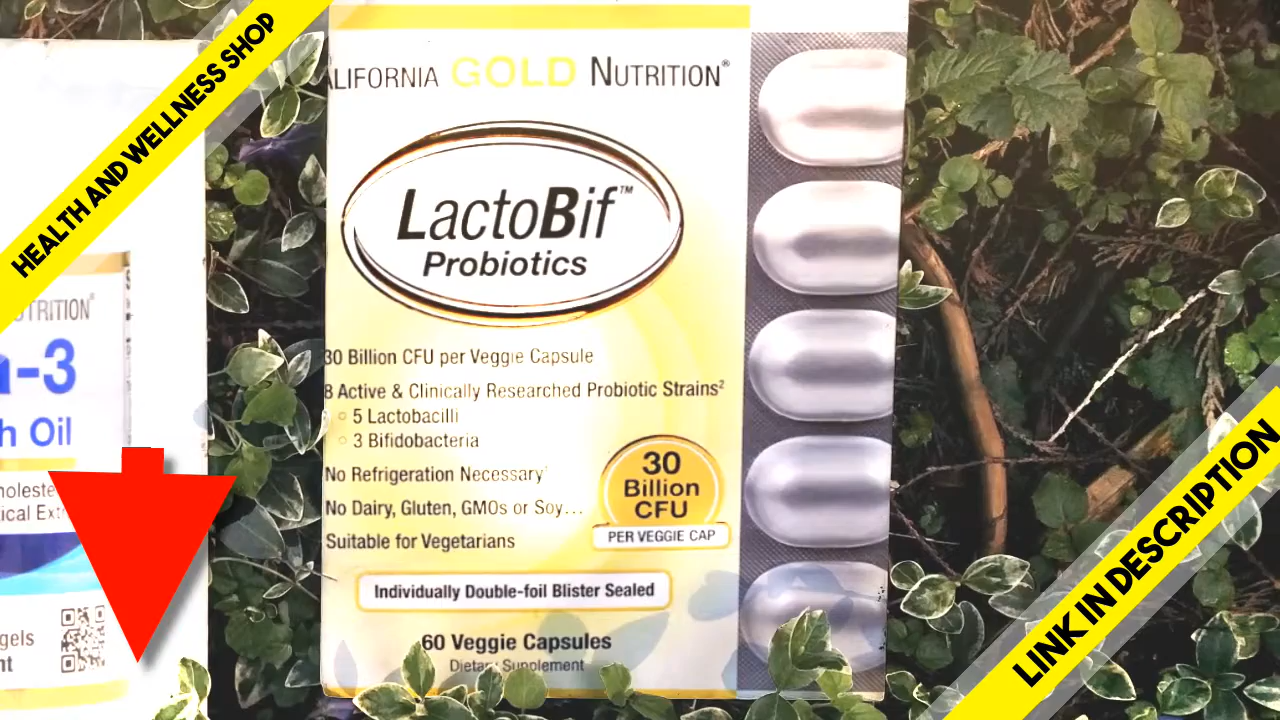 HEALTH AND WELLNESS SHOP
-3
Oil
CALIFORNIA GOLD NUTRITION®
LactoBif™
Probiotics
30 Billion CFU per Veggie Capsule
8 Active & Clinically Researched Probiotic Strains²
5 Lactobacilli
3 Bifidobacteria
No Refrigeration Necessary
No Dairy, Gluten, GMOs or Soy...
Suitable for Vegetarians
30
Billion
CFU
PER VEGGIE CAP
Individually Double-foil Blister Sealed
60 Veggie Capsules
Dietary Supplement
LINK IN DESCRIPTION